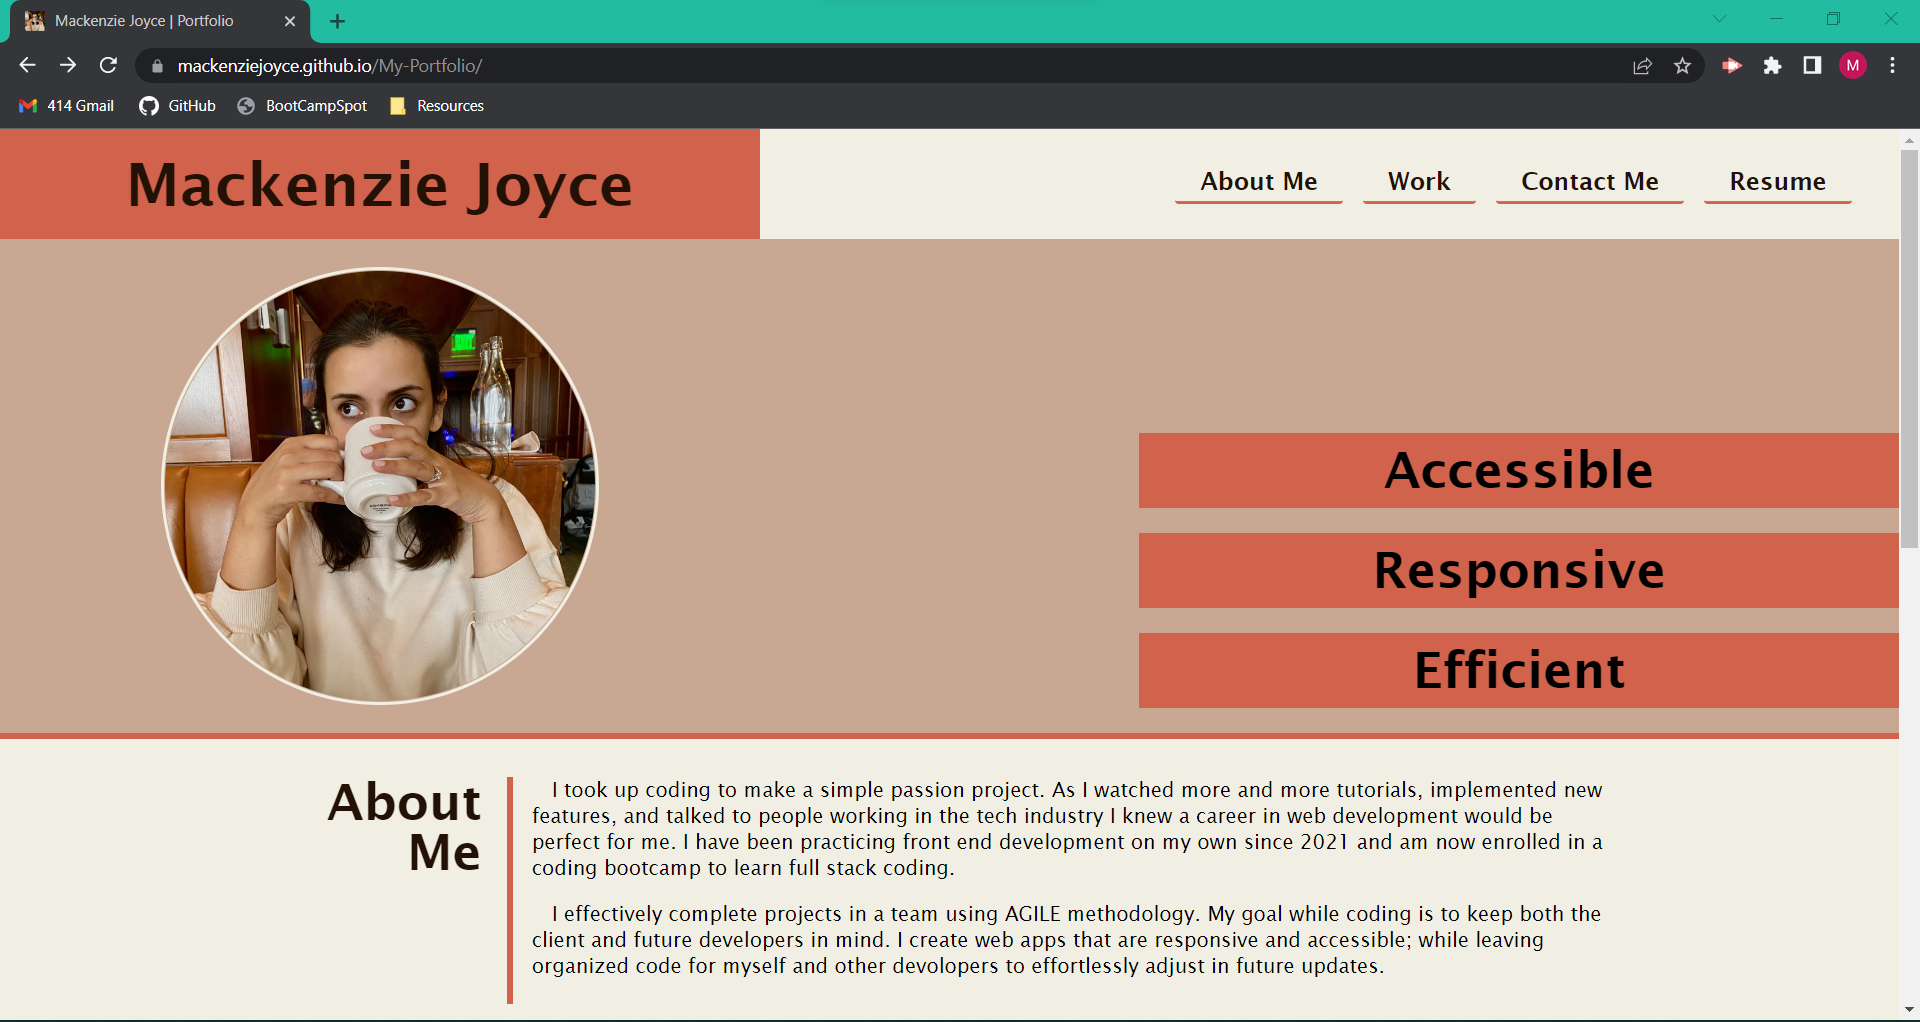 Mackenzie Joyce | Portfolio
mackenziejoyce.github.io/My-Portfolio/
M
414 Gmail
GitHub
BootCampSpot
Resources
Mackenzie Joyce
About Me
Work
Contact Me
Resume
Accessible
Responsive
Efficient
About
Me
I took up coding to make a simple passion project. As I watched more and more tutorials, implemented new
features, and talked to people working in the tech industry I knew a career in web development would be
perfect for me. I have been practicing front end development on my own since 2021 and am now enrolled in a
coding bootcamp to learn full stack coding.
I effectively complete projects in a team using AGILE methodology. My goal while coding is to keep both the
client and future developers in mind. I create web apps that are responsive and accessible; while leaving
organized code for myself and other devolopers to effortlessly adjust in future updates.